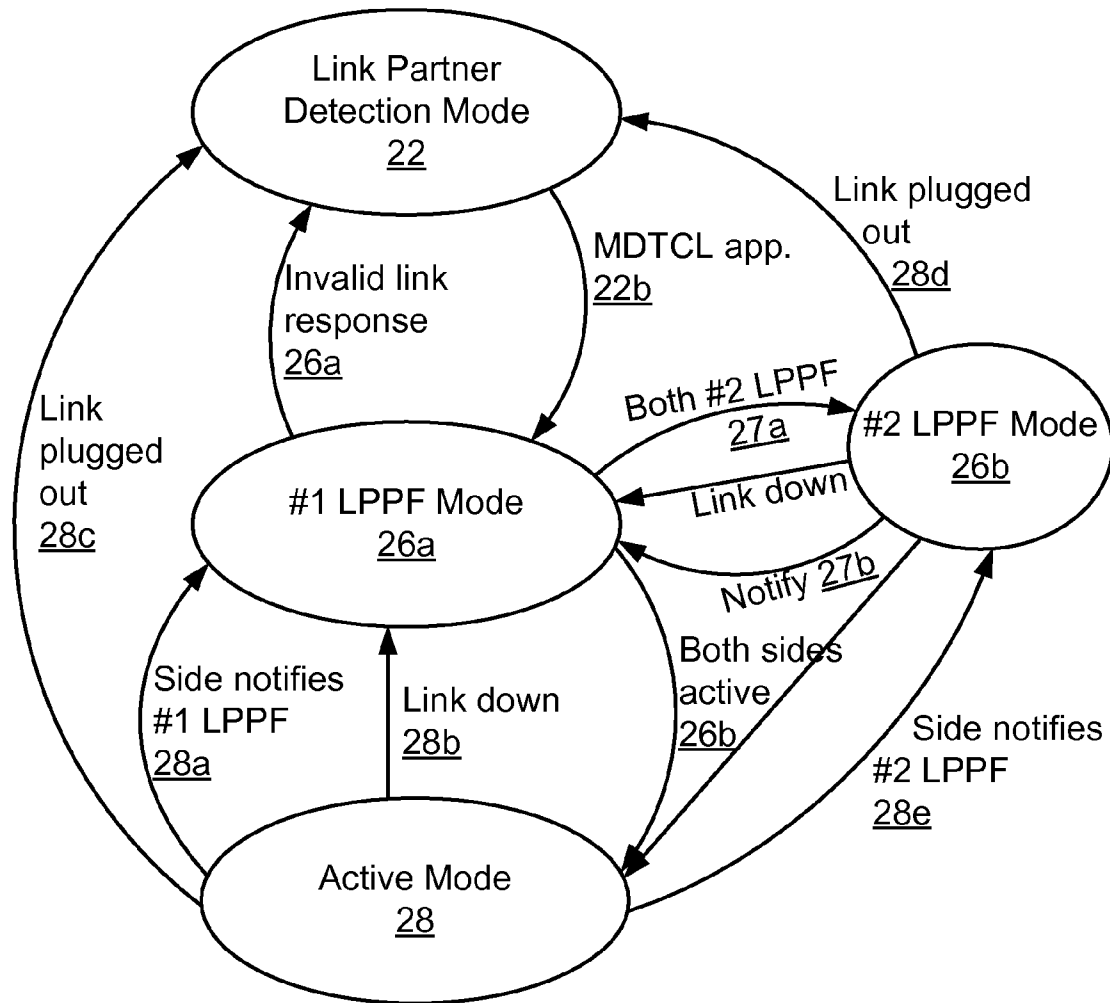 Link Partner
Detection Mode
22
Link plugged
out
28d
MDTCL app.
22b
Invalid link
response
26a
Both #2 LPPF
27a
#2 LPPF Mode
26b
Link
plugged
out
28c
#1 LPPF Mode
26a
Link down
Notify 27b
Side notifies
#1 LPPF
28a
Link down
28b
Both sides
active
26b
Side notifies
#2 LPPF
28e
Active Mode
28